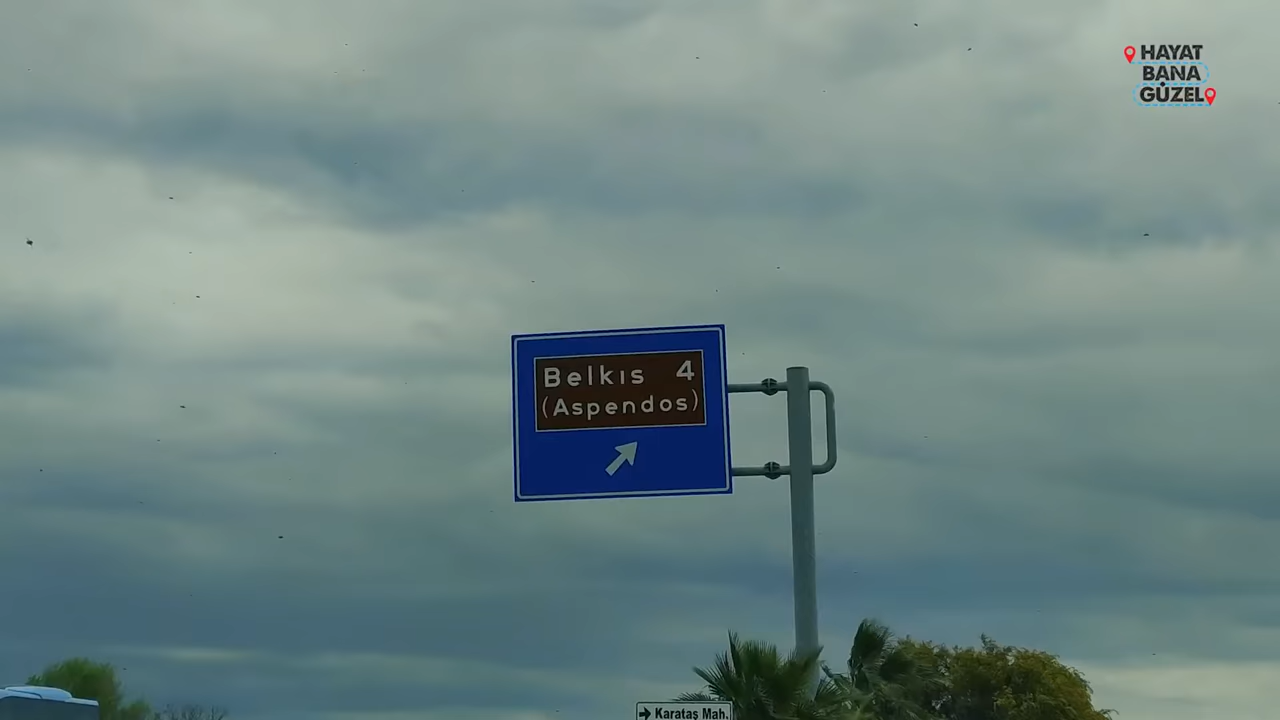 HAYAT
BANA
GÜZEL
Belkıs 4
(Aspendos)
Karataş Mah.